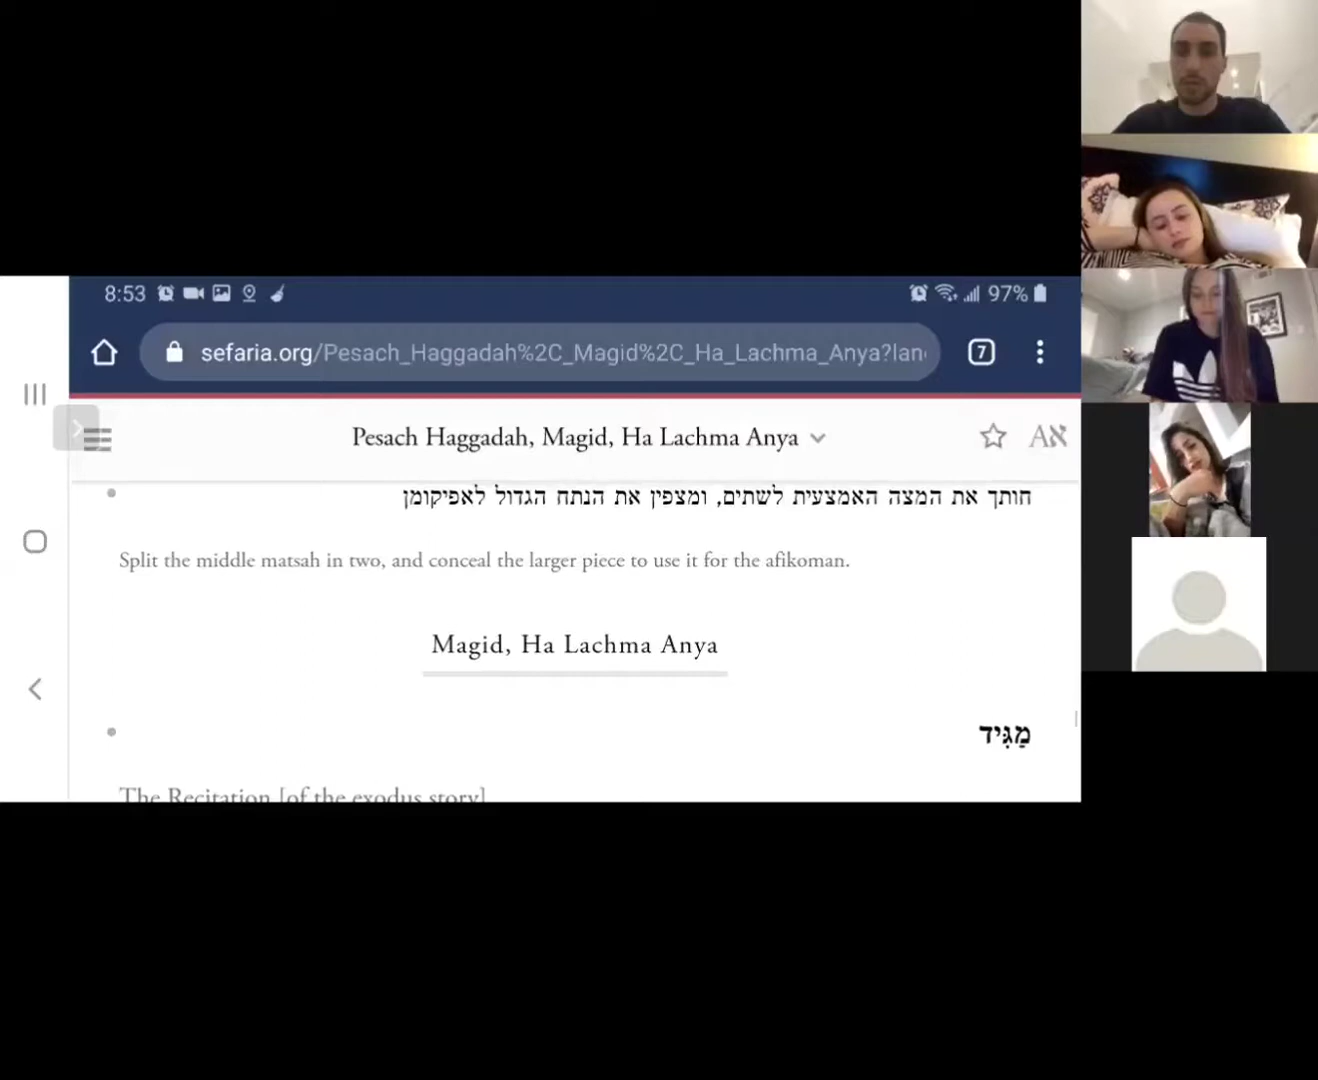 8:53 97%
sefaria.org/Pesach_Haggadah%2C_Magid%2C_Ha_Lachma_Anya?lan
7
Pesach Haggadah, Magid, Ha Lachma Anya
Aא
חותך את המצה האמצעית לשתים, ומצפין את הנתח הגדול לאפיקומן
Split the middle matsah in two, and conceal the larger piece to use it for the afikoman.
Magid, Ha Lachma Anya
מַגִּיד
The Recitation [of the exodus story]